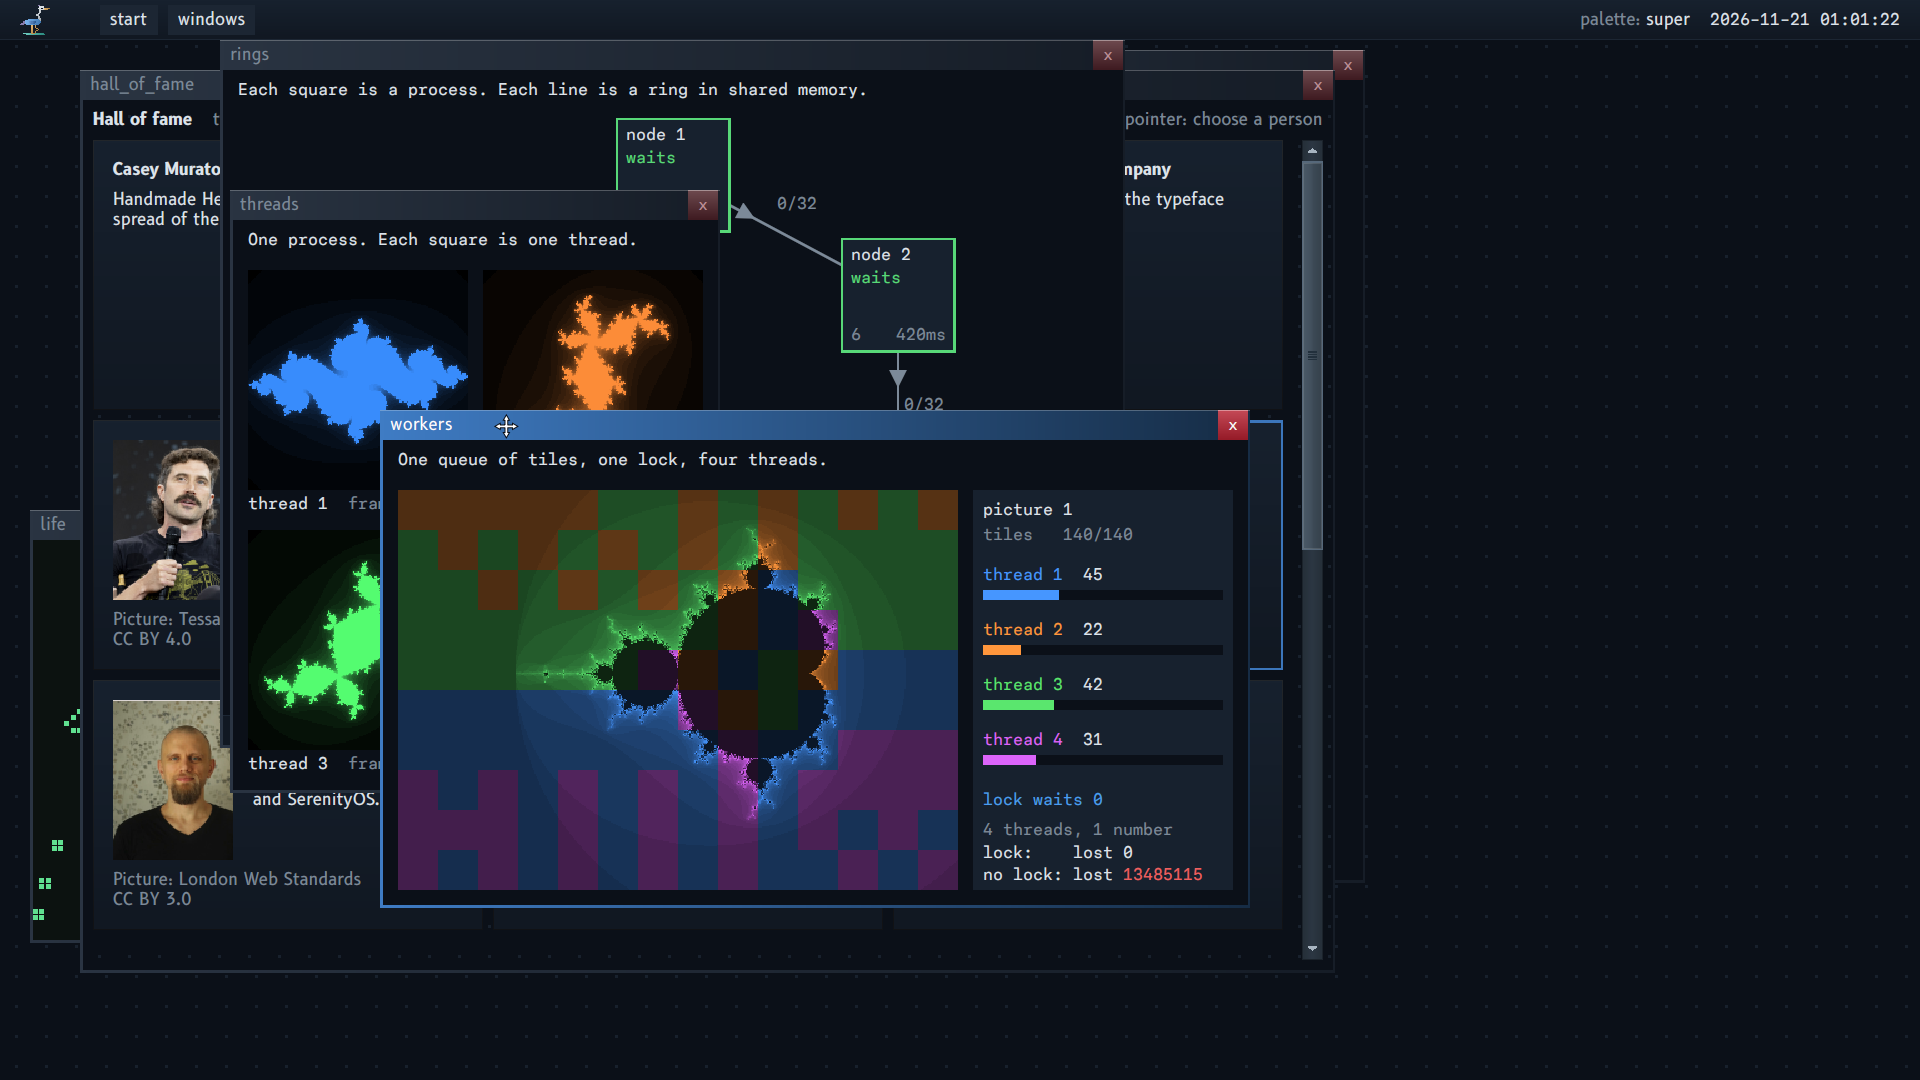 start windows palette: super 2026-11-21 01:01:22
rings x
x
hall_of_fame x
Each square is a process. Each line is a ring in shared memory.
Hall of fame pointer: choose a person
node 1
waits
Casey
Handmade
spread of the
the typeface
threads x
0/32
One process. Each square is one thread.
node 2
waits
6 420ms
0/32
workers x
One queue of tiles, one lock, four threads.
thread 1
picture 1
tiles 140/140
life
thread 1 45
thread 2 22
Picture:
CC BY 4.0
thread 3 42
thread 4 31
thread 3
and SerenityOS.
lock waits 0
4 threads, 1 number
lock: lost 0
no lock: lost 13485115
Picture: London Web Standards
CC BY 3.0